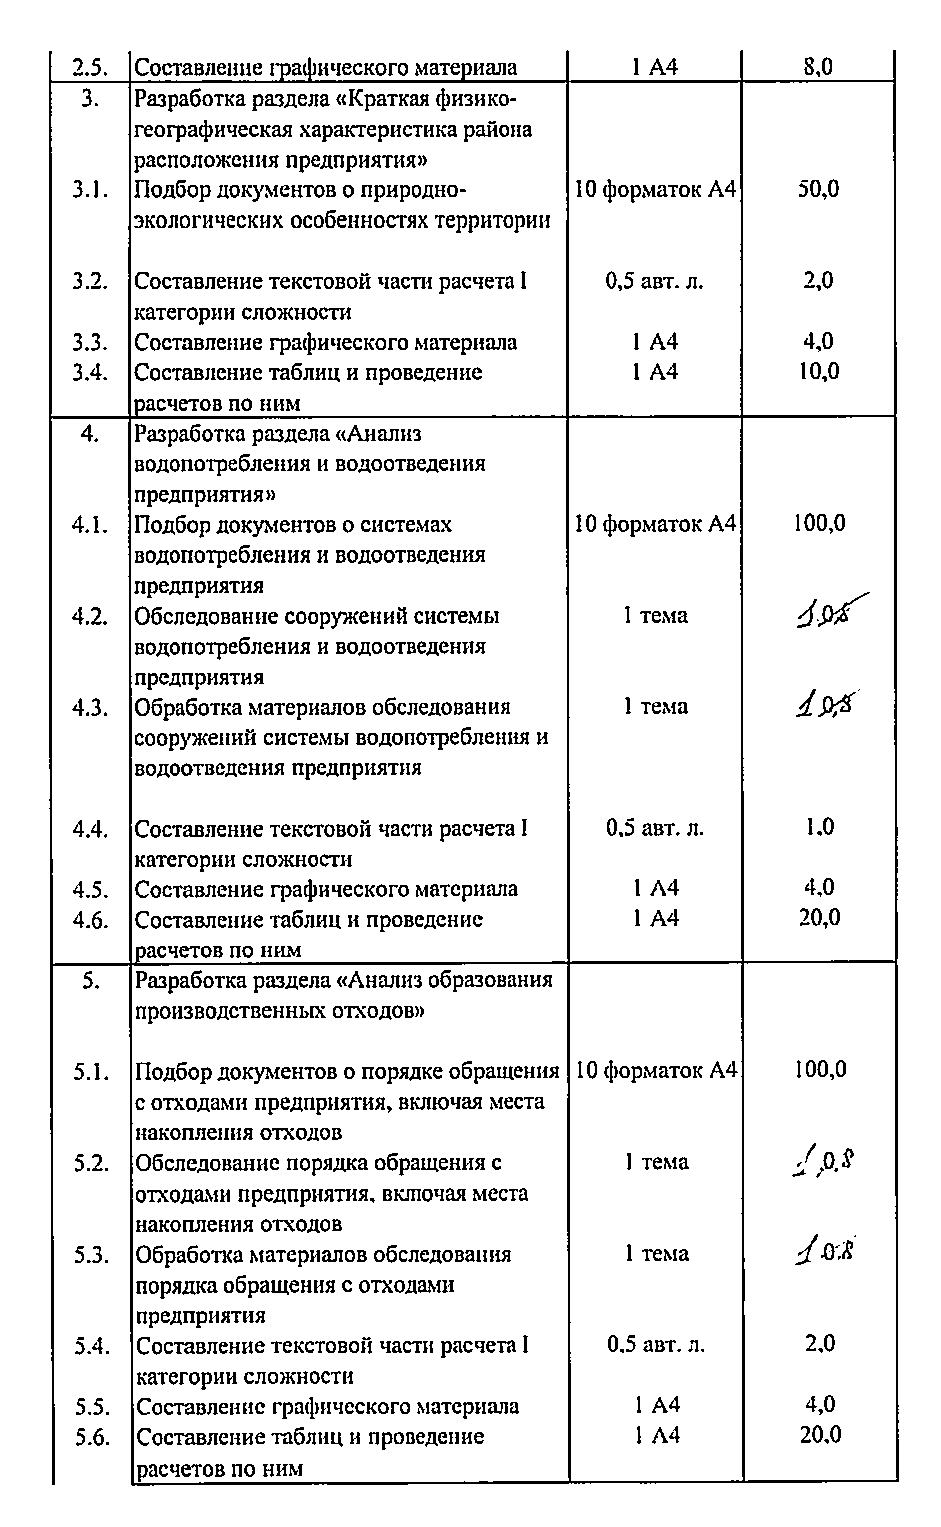 2.5. Составление графического материала 1 А4 8,0
3. Разработка раздела «Краткая физико-
географическая характеристика района
расположения предприятия»
3.1. Подбор документов о природно- 10 форматок А4 50,0
экологических особенностях территории
3.2. Составление текстовой части расчета I 0,5 авт. л. 2,0
категории сложности
3.3. Составление графического материала 1 А4 4,0
3.4. Составление таблиц и проведение 1 А4 10,0
расчетов по ним
4. Разработка раздела «Анализ
водопотребления и водоотведения
предприятия»
4.1. Подбор документов о системах 10 форматок А4 100,0
водопотребления и водоотведения
предприятия
4.2. Обследование сооружений системы 1 тема
водопотребления и водоотведения
предприятия
4.3. Обработка материалов обследования 1 тема
сооружений системы водопотребления и
водоотведения предприятия
4.4. Составление текстовой части расчета I 0,5 авт. л. 1,0
категории сложности
4.5. Составление графического материала 1 А4 4,0
4.6. Составление таблиц и проведение 1 А4 20,0
расчетов по ним
5. Разработка раздела «Анализ образования
производственных отходов»
5.1. Подбор документов о порядке обращения 10 форматок А4 100,0
с отходами предприятия, включая места
накопления отходов
5.2. Обследование порядка обращения с 1 тема
отходами предприятия, включая места
накопления отходов
5.3. Обработка материалов обследования 1 тема
порядка обращения с отходами
предприятия
5.4. Составление текстовой части расчета I 0,5 авт. л. 2,0
категории сложности
5.5. Составление графического материала 1 А4 4,0
5.6. Составление таблиц и проведение 1 А4 20,0
расчетов по ним